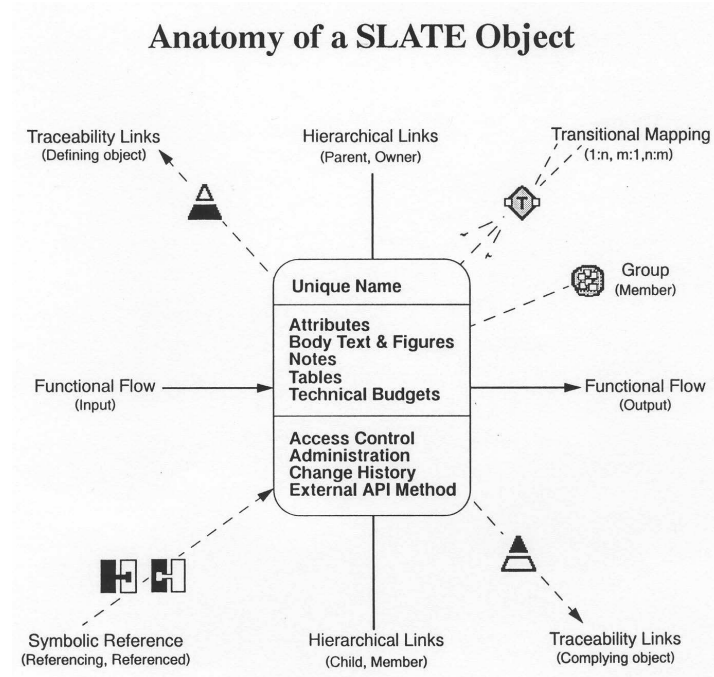 Anatomy of a SLATE Object
Traceability Links
(Defining object)
Hierarchical Links
(Parent, Owner)
Transitional Mapping
(1:n, m:1,n:m)
T
Group
(Member)
Unique Name
Attributes
Body Text & Figures
Notes
Tables
Technical Budgets
Functional Flow
(Input)
Functional Flow
(Output)
Access Control
Administration
Change History
External API Method
Symbolic Reference
(Referencing, Referenced)
Hierarchical Links
(Child, Member)
Traceability Links
(Complying object)